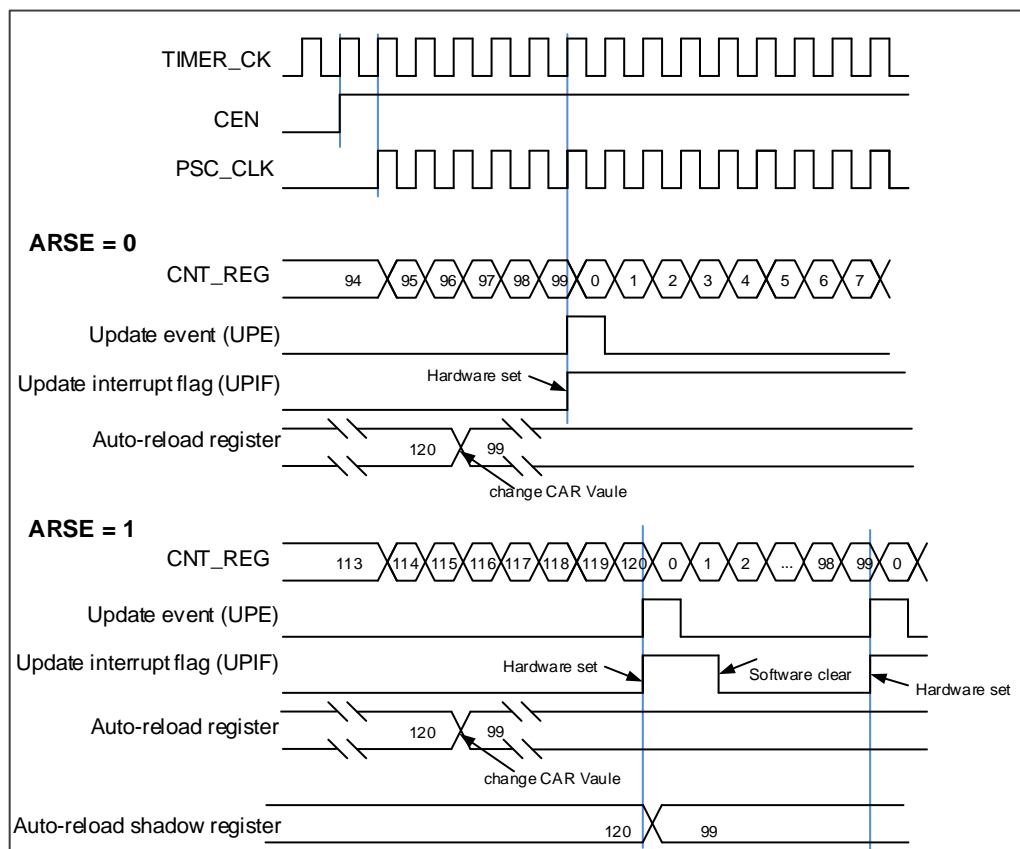 TIMER_CK
CEN
PSC_CLK
ARSE = 0
CNT_REG 94 95 96 97 98 99 0 1 2 3 4 5 6 7
Update event (UPE)
Update interrupt flag (UPIF) Hardware set
Auto-reload register 120 99
change CAR Vaule
ARSE = 1
CNT_REG 113 114 115 116 117 118 119 120 0 1 2 ... 98 99 0
Update event (UPE)
Update interrupt flag (UPIF) Hardware set Software clear Hardware set
Auto-reload register 120 99
change CAR Vaule
Auto-reload shadow register 120 99